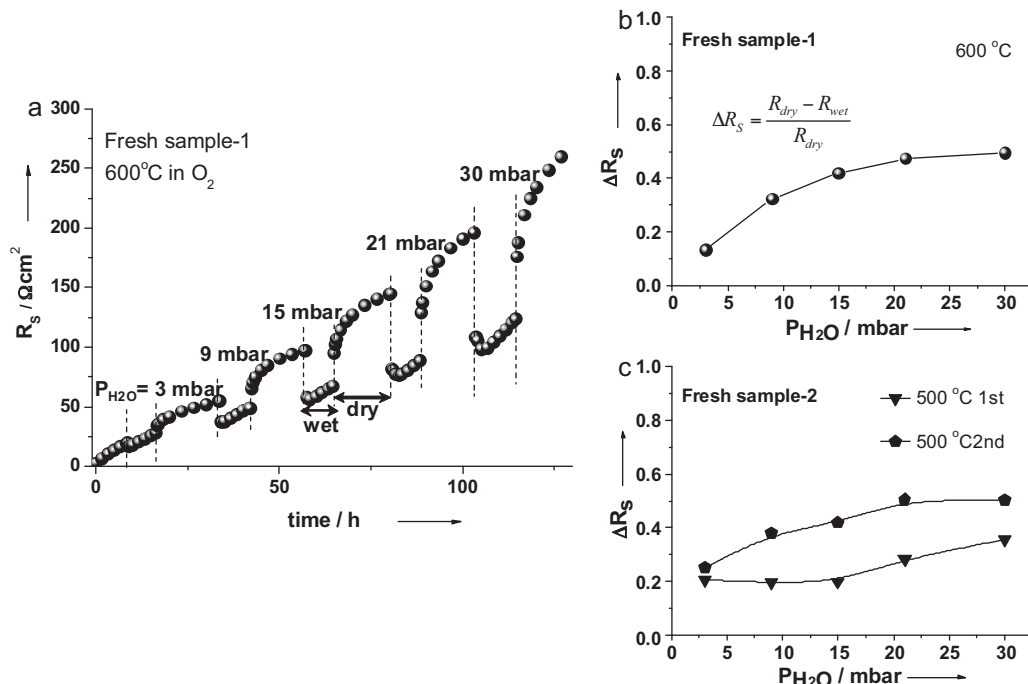 a
Fresh sample-1
600°C in O₂
R_S / Ωcm²
300
250
200
150
100
50
0
P_H2O = 3 mbar
9 mbar
15 mbar
21 mbar
30 mbar
wet
dry
0
50
100
time / h
b
Fresh sample-1
600 °C
ΔR_S = (R_dry − R_wet) / R_dry
ΔR_S
1.0
0.8
0.6
0.4
0.2
0.0
0 5 10 15 20 25 30
P_H2O / mbar
c
Fresh sample-2
500 °C 1st
500 °C2nd
ΔR_S
1.0
0.8
0.6
0.4
0.2
0.0
0 5 10 15 20 25 30
P_H2O / mbar